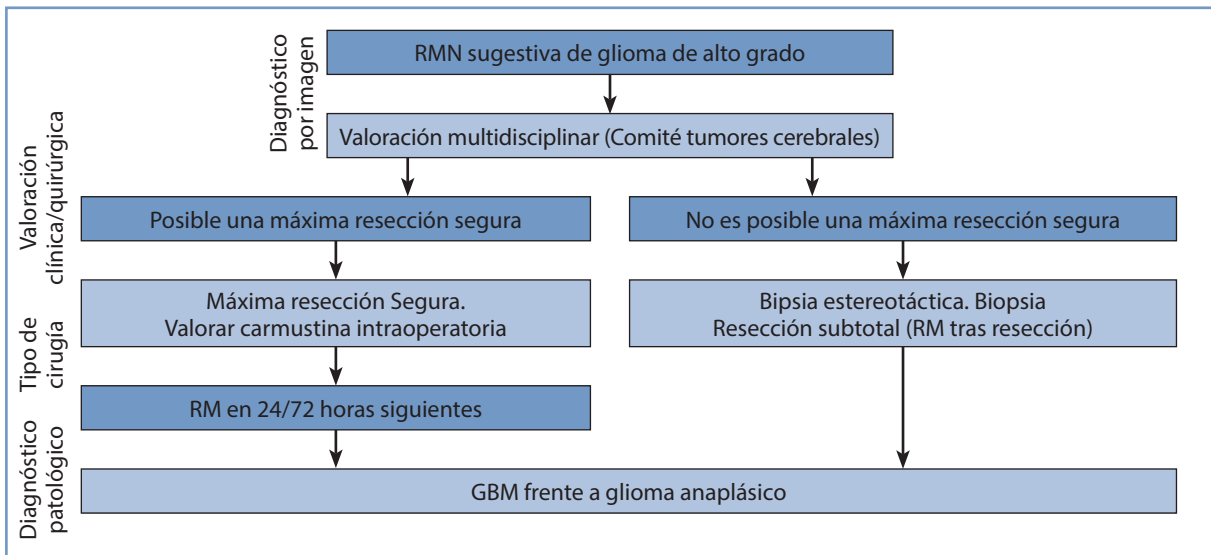 Diagnóstico
por imagen
RMN sugestiva de glioma de alto grado
Valoración multidisciplinar (Comité tumores cerebrales)
Valoración
clínica/quirúrgica
Posible una máxima resección segura
No es posible una máxima resección segura
Tipo de
cirugía
Máxima resección Segura.
Valorar carmustina intraoperatoria
Bipsia estereotáctica. Biopsia
Resección subtotal (RM tras resección)
RM en 24/72 horas siguientes
Diagnóstico
patológico
GBM frente a glioma anaplásico